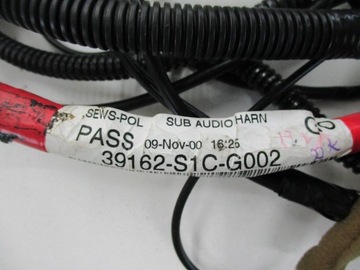 SEWS-POL SUB AUDIO HARN
PASS 09-Nov-00 16:25
39162-S1C-G002